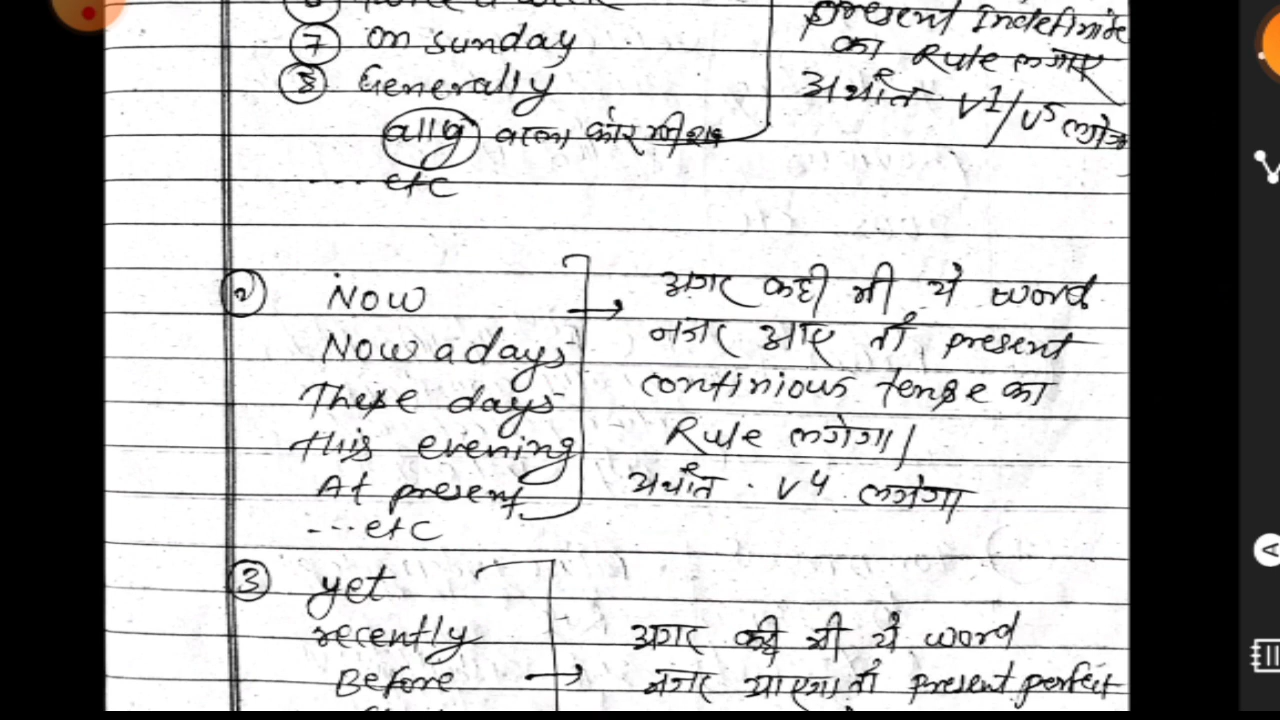 present Indefinite
⑦ on sunday
का Rule लगाए
⑧ Generally
अर्थात V1/V5 लगेगा
ally वाला कोई भी शब्द
.... etc
② Now
Now a days
These days
this evening
At present
... etc
अगर कहीं भी ये word
नजर आए तो present
continious tense का
Rule लगेगा।
अर्थात . V4 लगेगा
③ yet
recently
Before
अगर कहीं भी ये word
नजर आएगा तो present perfect